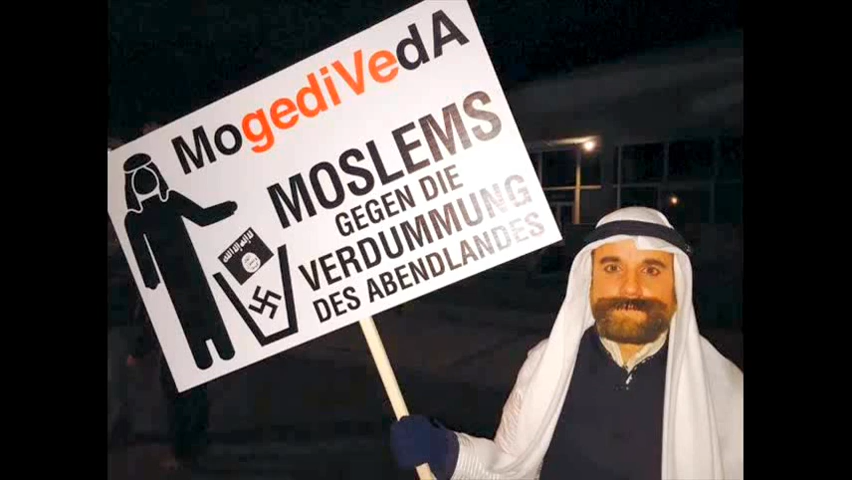 MogediVedA
MOSLEMS
GEGEN DIE
VERDUMMUNG
DES ABENDLANDES